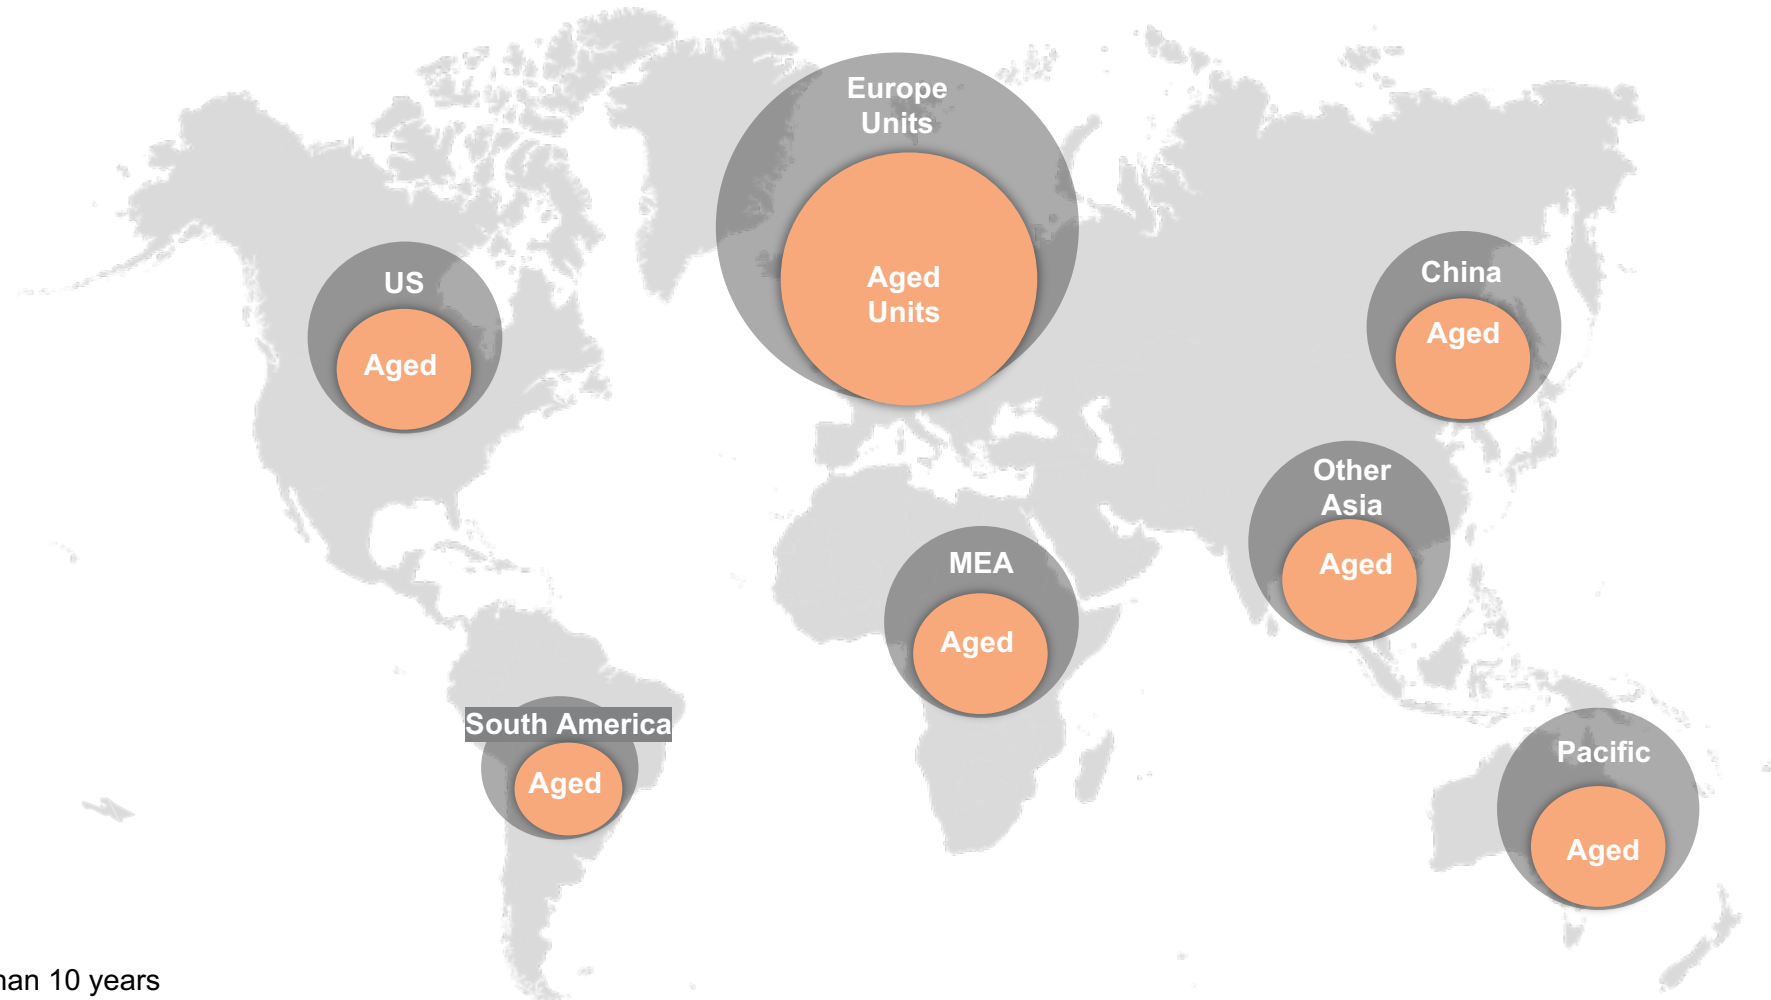 Europe
Units
Aged
Units
US
Aged
China
Aged
Other
Asia
Aged
MEA
Aged
South America
Aged
Pacific
Aged
10 years